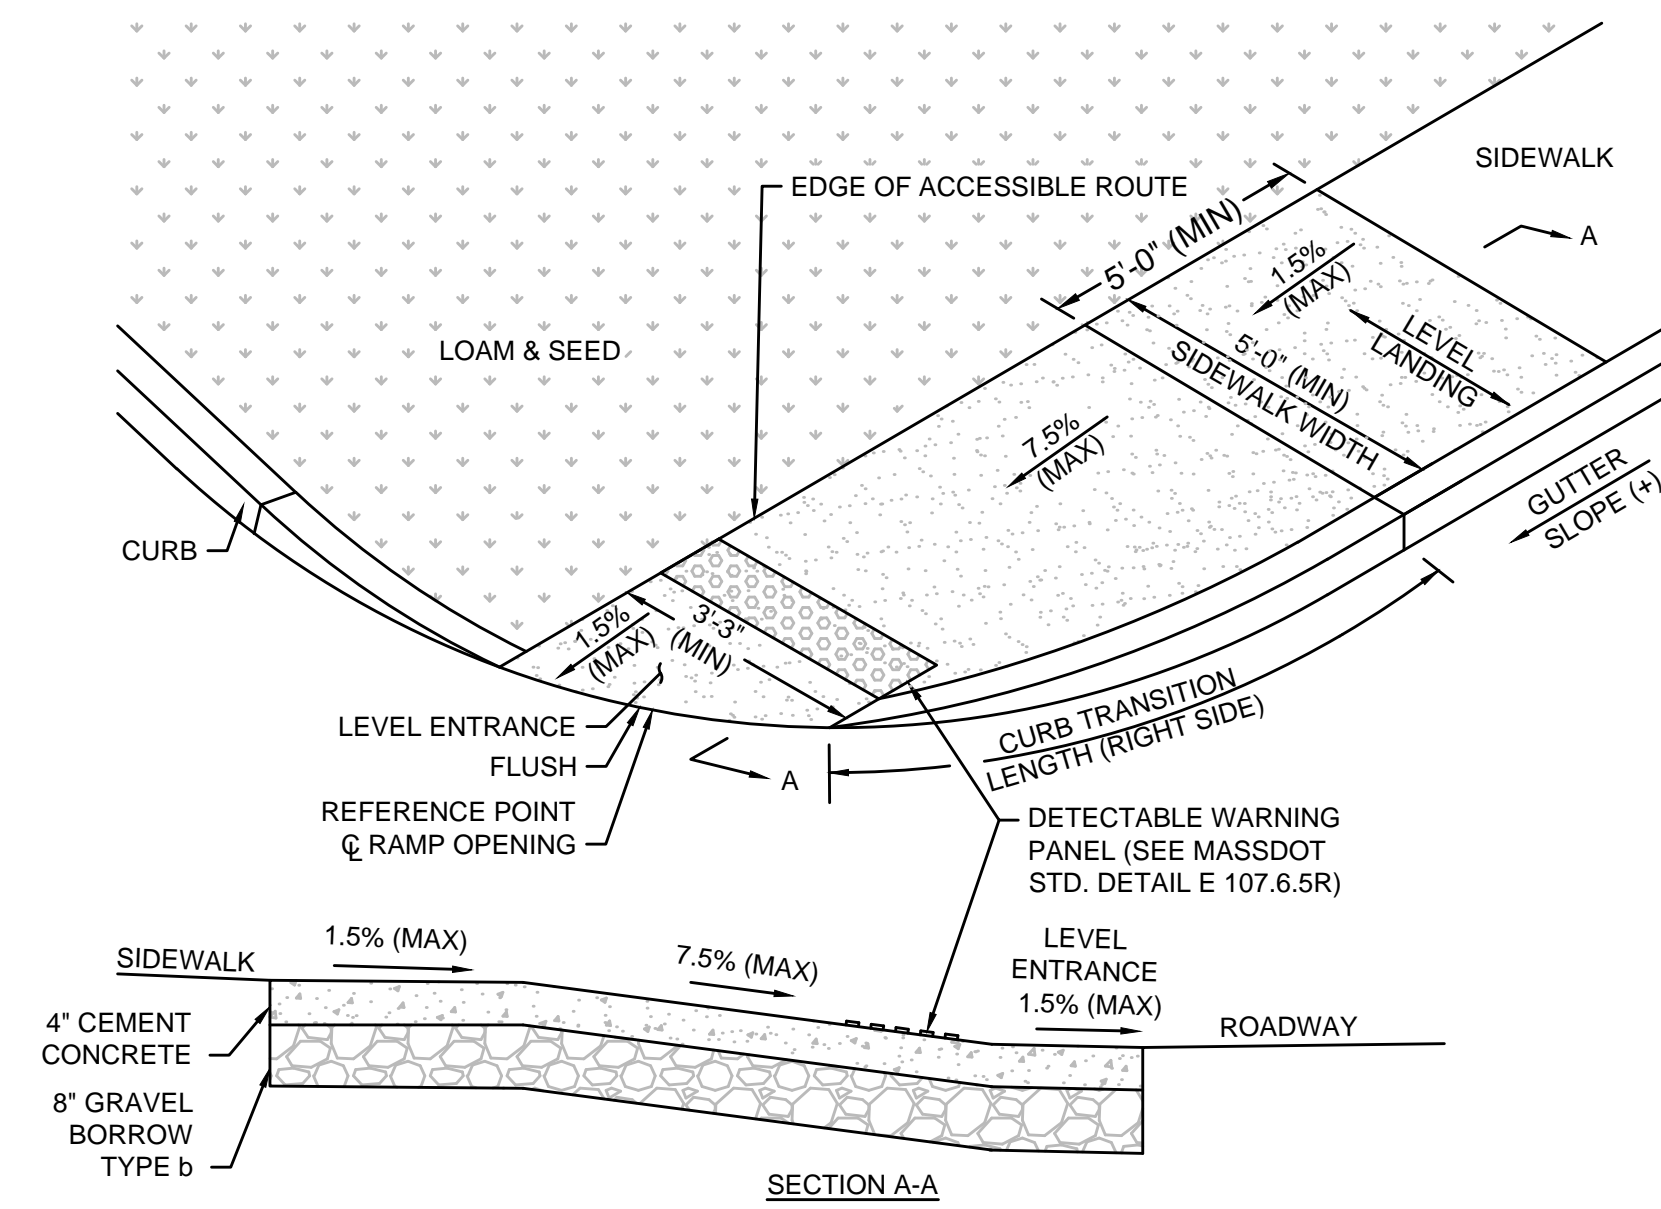 SIDEWALK
EDGE OF ACCESSIBLE ROUTE
A
5'-0" (MIN)
1.5%
(MAX)
LEVEL
LANDING
LOAM & SEED
5'-0" (MIN)
SIDEWALK WIDTH
7.5%
(MAX)
GUTTER
SLOPE (+)
CURB
1.5%
(MAX)
3'-3"
(MIN)
LEVEL ENTRANCE
FLUSH
REFERENCE POINT
℄ RAMP OPENING
A
CURB TRANSITION
LENGTH (RIGHT SIDE)
DETECTABLE WARNING
PANEL (SEE MASSDOT
STD. DETAIL E 107.6.5R)
SIDEWALK
1.5% (MAX)
7.5% (MAX)
LEVEL
ENTRANCE
1.5% (MAX)
ROADWAY
4" CEMENT
CONCRETE
8" GRAVEL
BORROW
TYPE b
SECTION A-A